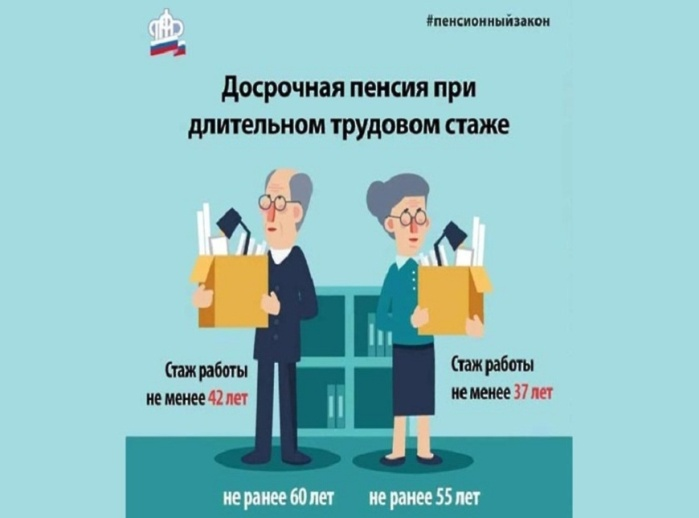 #пенсионныйзакон
Досрочная пенсия при
длительном трудовом стаже
Стаж работы
не менее 42 лет
Стаж работы
не менее 37 лет
не ранее 60 лет
не ранее 55 лет